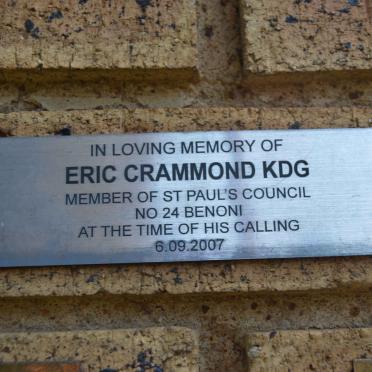 IN LOVING MEMORY OF
ERIC CRAMMOND KDG
MEMBER OF ST PAUL'S COUNCIL
NO 24 BENONI
AT THE TIME OF HIS CALLING
6.09.2007